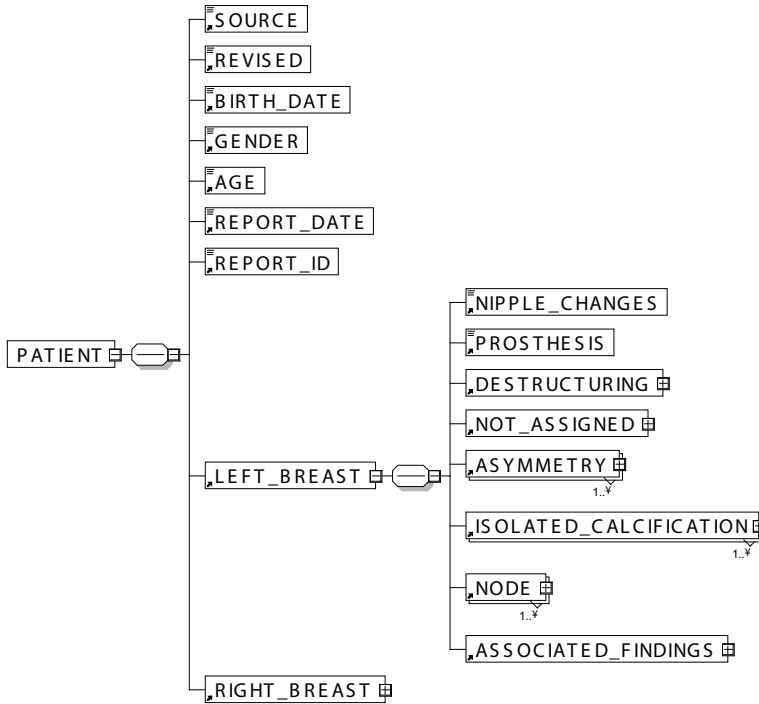 SOURCE
REVISED
BIRTH_DATE
GENDER
AGE
REPORT_DATE
REPORT_ID
PATIENT
NIPPLE_CHANGES
PROSTHESIS
DESTRUCTURING
NOT_ASSIGNED
LEFT_BREAST
ASYMMETRY
1..¥
ISOLATED_CALCIFICATION
1..¥
NODE
1..¥
ASSOCIATED_FINDINGS
RIGHT_BREAST